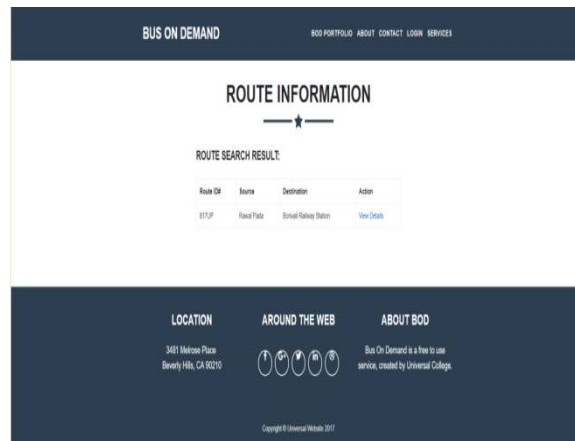 BUS ON DEMAND
BOD PORTFOLIO ABOUT CONTACT LOGIN SERVICES
ROUTE INFORMATION
ROUTE SEARCH RESULT:
Route ID# Source Destination Action
Rawal Pada Borivali Railway Station View Details
LOCATION AROUND THE WEB ABOUT BOD
3481 Melrose Place
Beverly Hills, CA 90210
Bus On Demand is a free to use
service, created by Universal College.
Copyright © Universal Website 2017